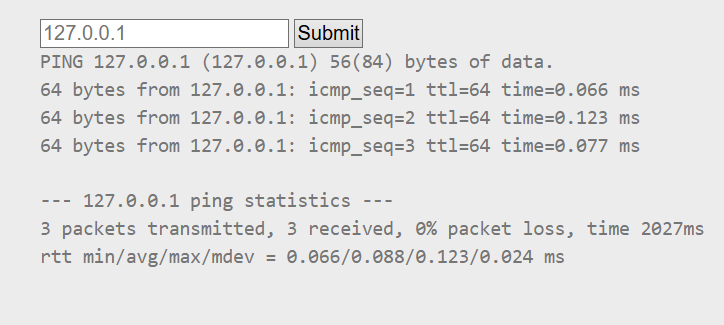 127.0.0.1 Submit
PING 127.0.0.1 (127.0.0.1) 56(84) bytes of data.
64 bytes from 127.0.0.1: icmp_seq=1 ttl=64 time=0.066 ms
64 bytes from 127.0.0.1: icmp_seq=2 ttl=64 time=0.123 ms
64 bytes from 127.0.0.1: icmp_seq=3 ttl=64 time=0.077 ms
--- 127.0.0.1 ping statistics ---
3 packets transmitted, 3 received, 0% packet loss, time 2027ms
rtt min/avg/max/mdev = 0.066/0.088/0.123/0.024 ms